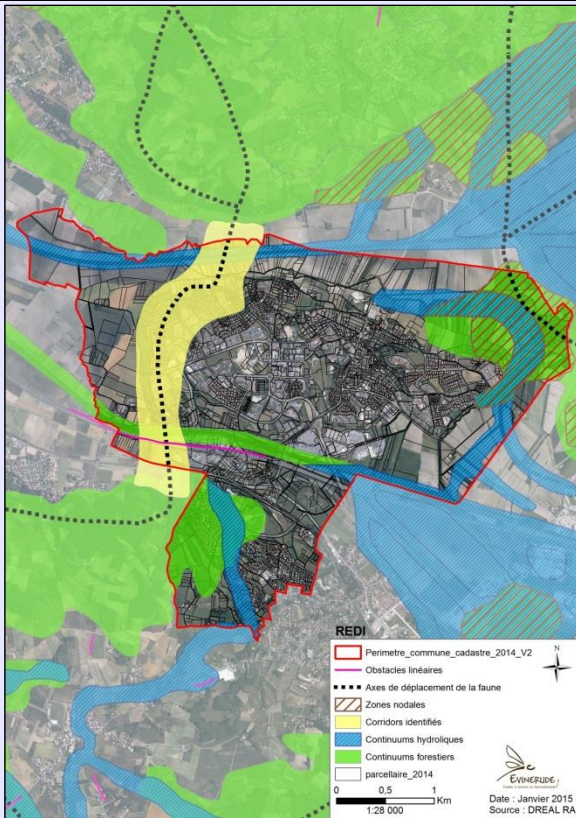 REDI
Perimetre_commune_cadastre_2014_V2
Obstacles linéaires
Axes de déplacement de la faune
Zones nodales
Corridors identifiés
Continuums hydroliques
Continuums forestiers
parcellaire_2014
N
0 0,5 1
Km
1:28 000
EVINERUDE
Date : Janvier 2015
Source : DREAL RA